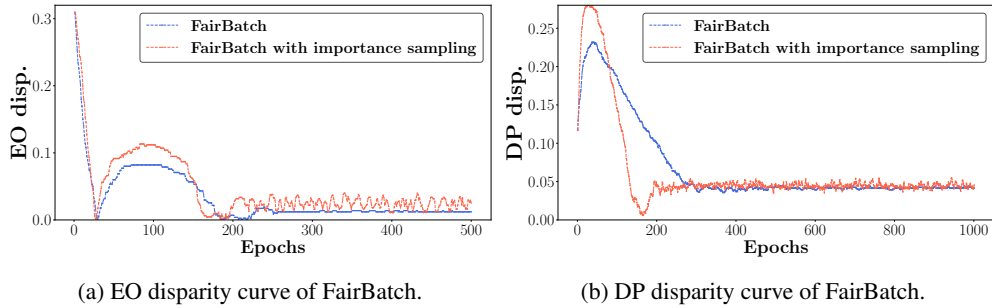 0.3
0.2
0.1
0.0
EO disp.
FairBatch
FairBatch with importance sampling
0 100 200 300 400 500
Epochs
(a) EO disparity curve of FairBatch.
0.25
0.20
0.15
0.10
0.05
0.00
DP disp.
FairBatch
FairBatch with importance sampling
0 200 400 600 800 1000
Epochs
(b) DP disparity curve of FairBatch.